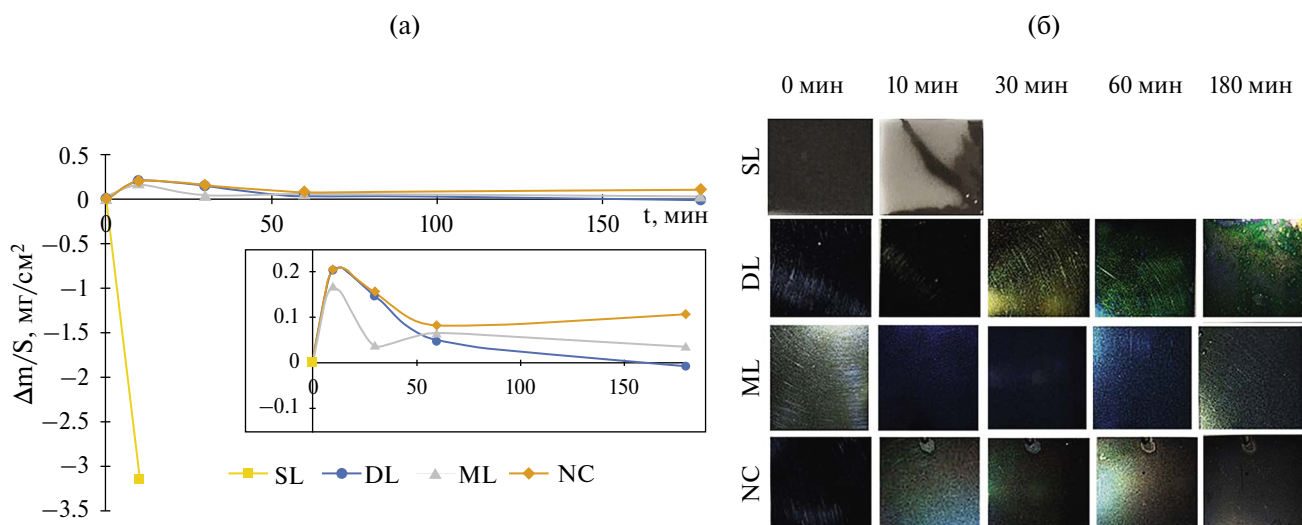 (а)
(б)
0 мин
10 мин
30 мин
60 мин
180 мин
SL
DL
ML
NC
Δm/S, мг/см²
0.5
0
−0.5
−1
−1.5
−2
−2.5
−3
−3.5
0
50
100
150
t, мин
0.2
0.1
0
−0.1
0
50
100
150
SL
DL
ML
NC